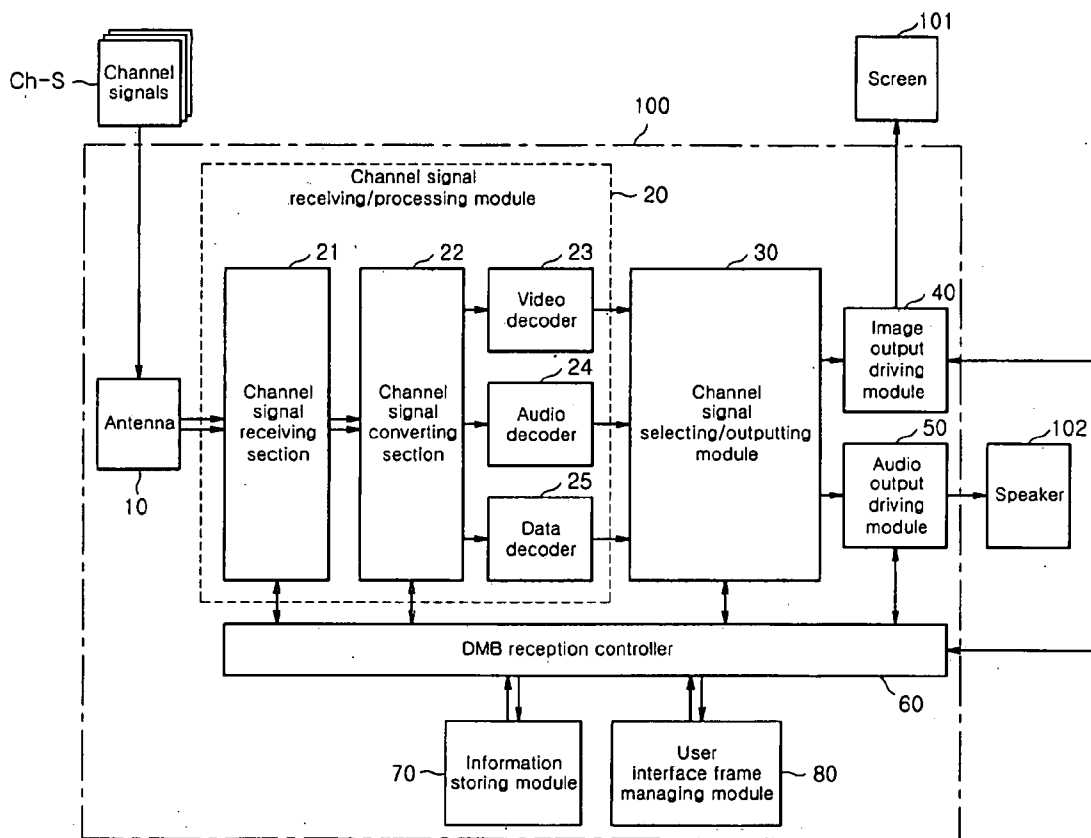 101
Ch-S
Channel
signals
Screen
100
Channel signal
receiving/processing module
20
21
22
23
30
40
Video
decoder
Image
output
driving
module
24
Antenna
Channel
signal
receiving
section
Channel
signal
converting
section
Audio
decoder
Channel
signal
selecting/outputting
module
50
102
10
25
Audio
output
driving
module
Speaker
Data
decoder
DMB reception controller
60
70
Information
storing module
User
interface frame
managing module
80